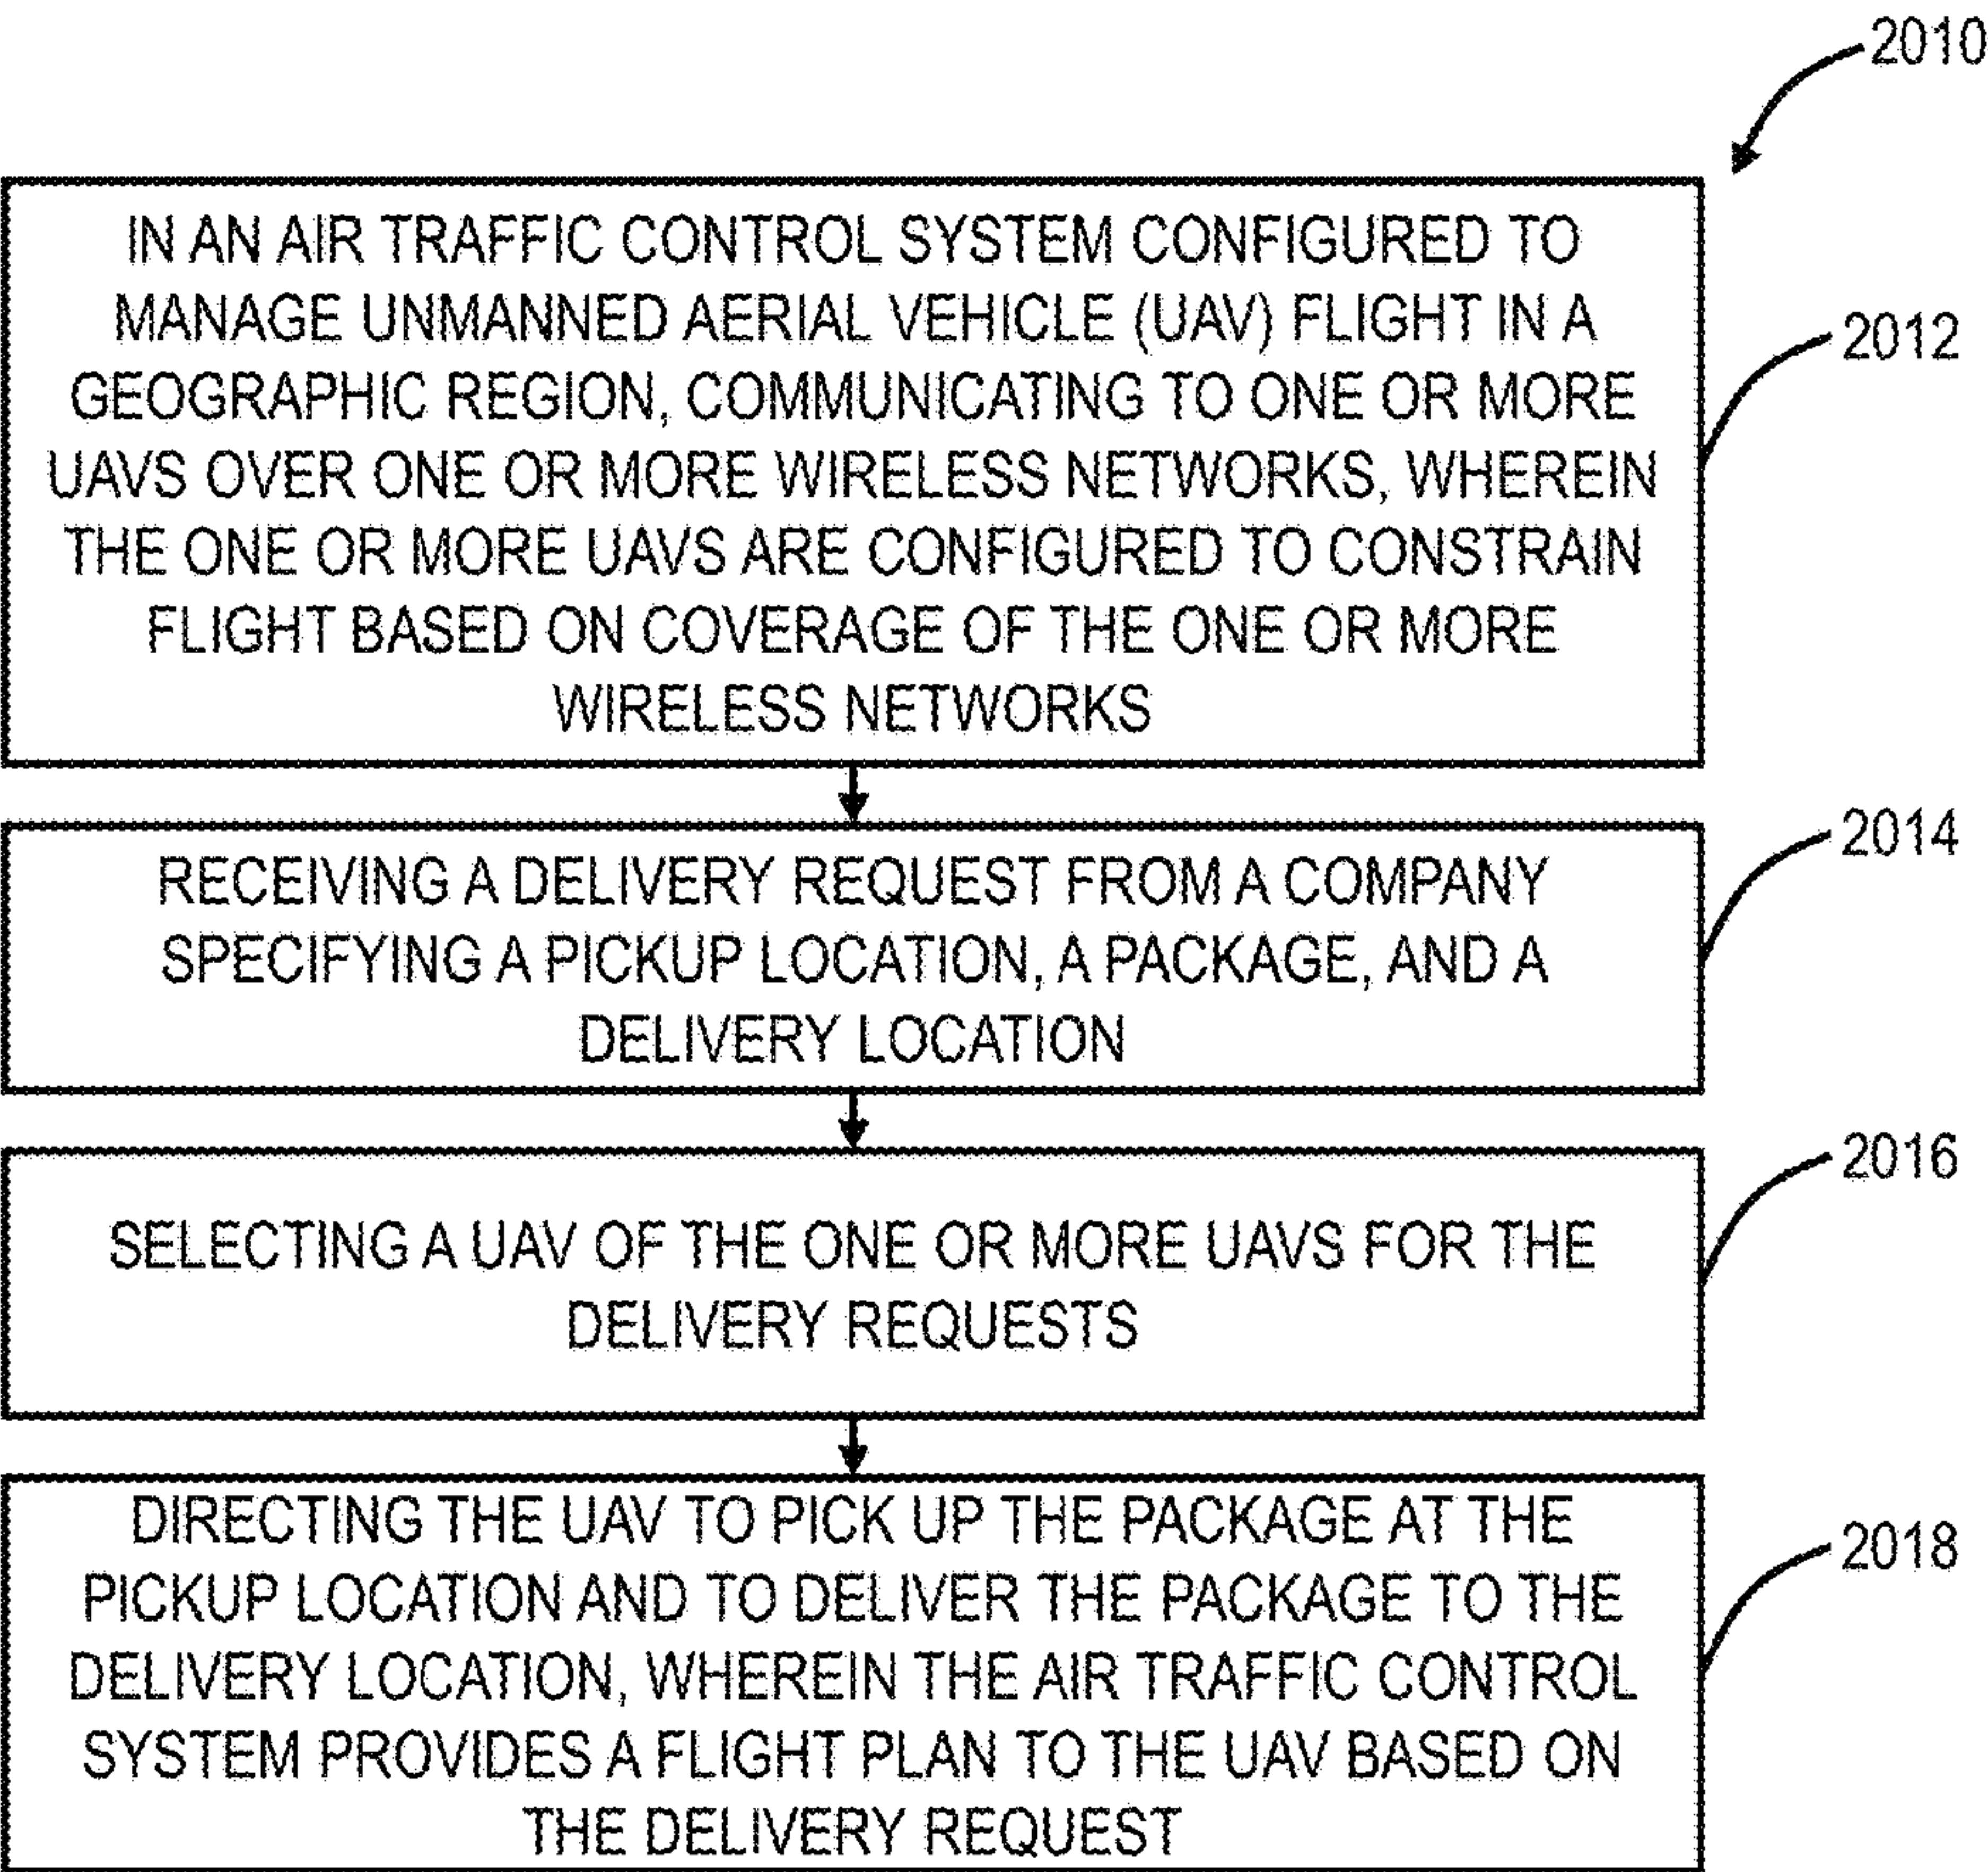 2010
IN AN AIR TRAFFIC CONTROL SYSTEM CONFIGURED TO
MANAGE UNMANNED AERIAL VEHICLE (UAV) FLIGHT IN A
GEOGRAPHIC REGION, COMMUNICATING TO ONE OR MORE
UAVS OVER ONE OR MORE WIRELESS NETWORKS, WHEREIN
THE ONE OR MORE UAVS ARE CONFIGURED TO CONSTRAIN
FLIGHT BASED ON COVERAGE OF THE ONE OR MORE
WIRELESS NETWORKS
2012
RECEIVING A DELIVERY REQUEST FROM A COMPANY
SPECIFYING A PICKUP LOCATION, A PACKAGE, AND A
DELIVERY LOCATION
2014
SELECTING A UAV OF THE ONE OR MORE UAVS FOR THE
DELIVERY REQUESTS
2016
DIRECTING THE UAV TO PICK UP THE PACKAGE AT THE
PICKUP LOCATION AND TO DELIVER THE PACKAGE TO THE
DELIVERY LOCATION, WHEREIN THE AIR TRAFFIC CONTROL
SYSTEM PROVIDES A FLIGHT PLAN TO THE UAV BASED ON
THE DELIVERY REQUEST
2018